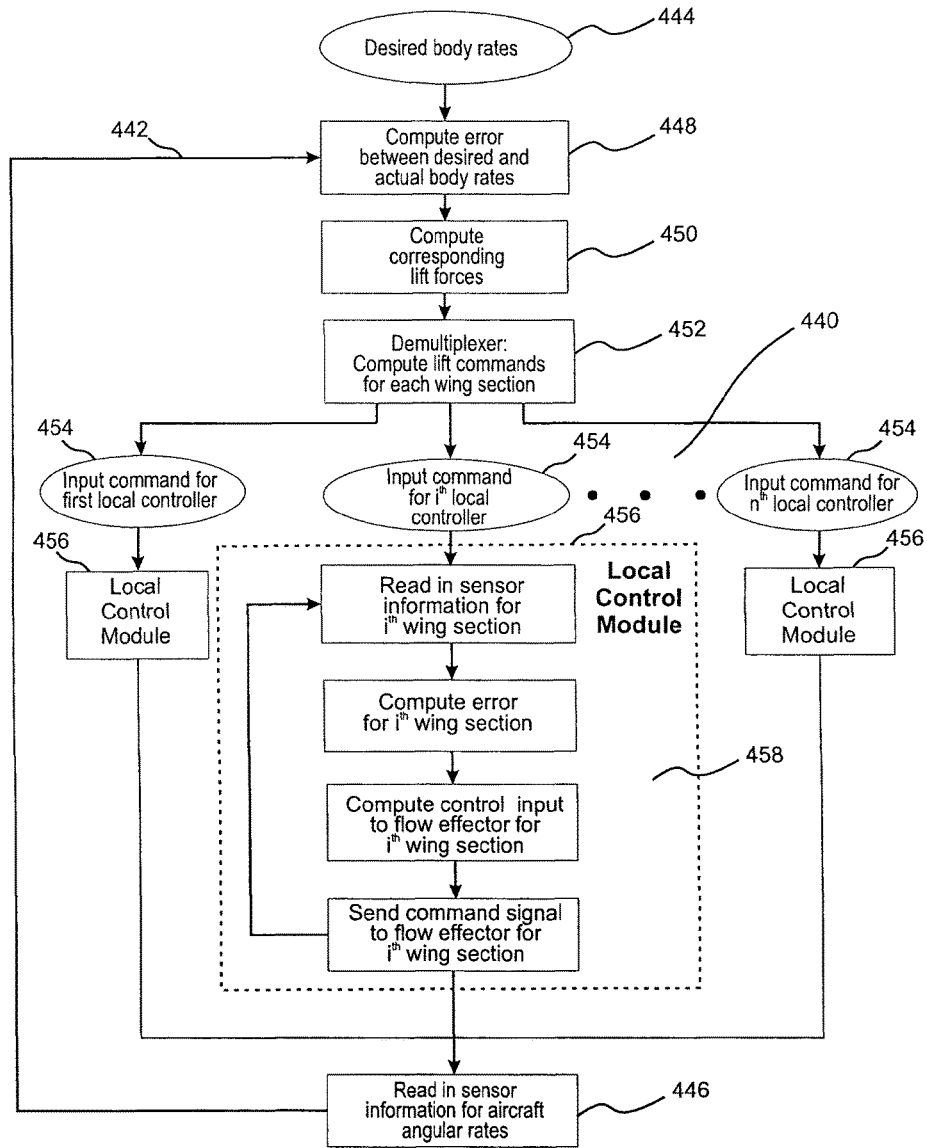 444
Desired body rates
442
448
Compute error
between desired and
actual body rates
450
Compute
corresponding
lift forces
452
440
Demultiplexer:
Compute lift commands
for each wing section
454
454
454
Input command for
first local controller
Input command
for iᵗʰ local
controller
Input command for
nᵗʰ local controller
456
456
456
Local
Control
Module
Read in sensor
information for
iᵗʰ wing section
Local
Control
Module
Local
Control
Module
Compute error
for iᵗʰ wing section
458
Compute control input
to flow effector for
iᵗʰ wing section
Send command signal
to flow effector for
iᵗʰ wing section
446
Read in sensor
information for aircraft
angular rates